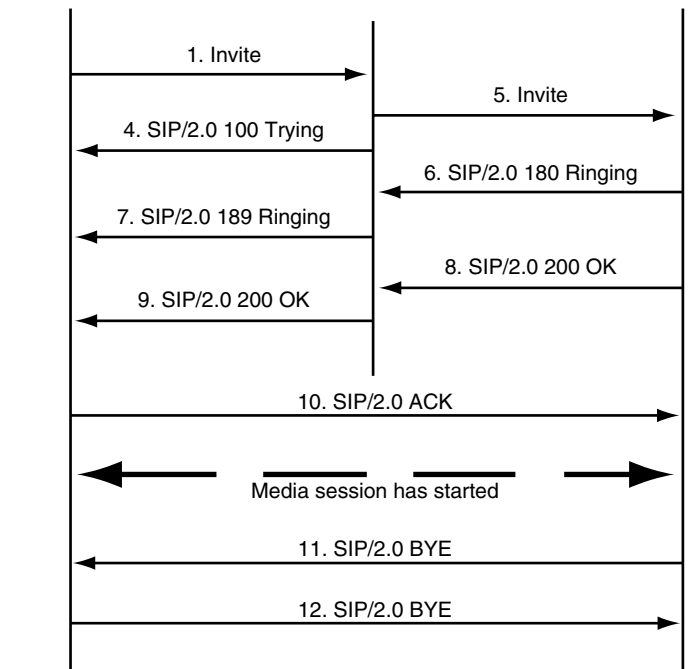 1. Invite
5. Invite
4. SIP/2.0 100 Trying
6. SIP/2.0 180 Ringing
7. SIP/2.0 189 Ringing
8. SIP/2.0 200 OK
9. SIP/2.0 200 OK
10. SIP/2.0 ACK
Media session has started
11. SIP/2.0 BYE
12. SIP/2.0 BYE